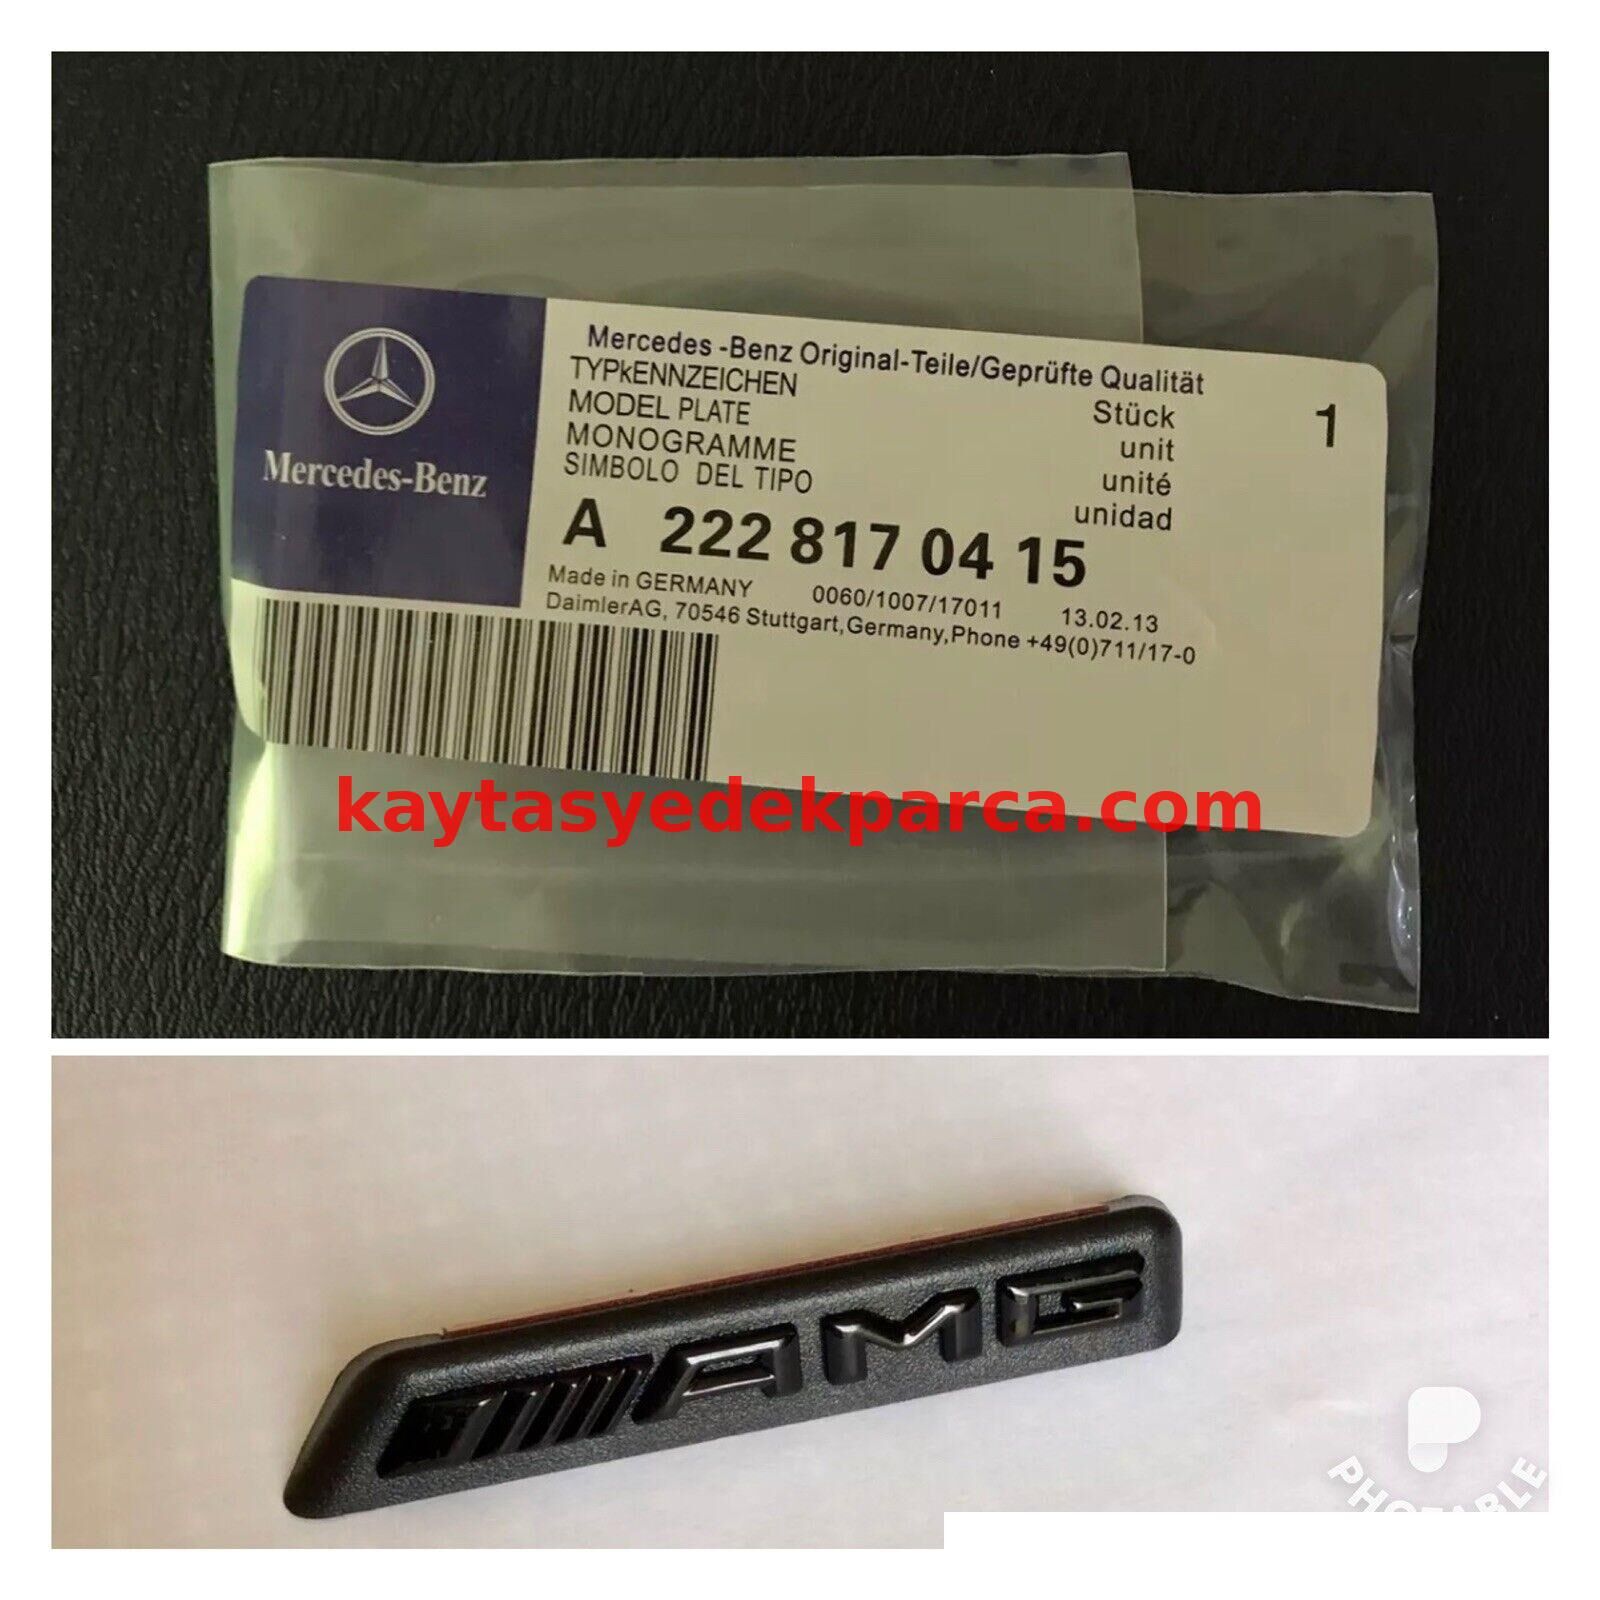 Mercedes-Benz
Mercedes -Benz Original-Teile/Geprüfte Qualität
TYPkENNZEICHEN
MODEL PLATE
MONOGRAMME
SIMBOLO DEL TIPO
Stück
unit
unité
unidad
1
A 222 817 04 15
Made in GERMANY 0060/1007/17011 13.02.13
DaimlerAG, 70546 Stuttgart,Germany,Phone +49(0)711/17-0
kaytasyedekparca.com
AMG
P
PHOTABLE